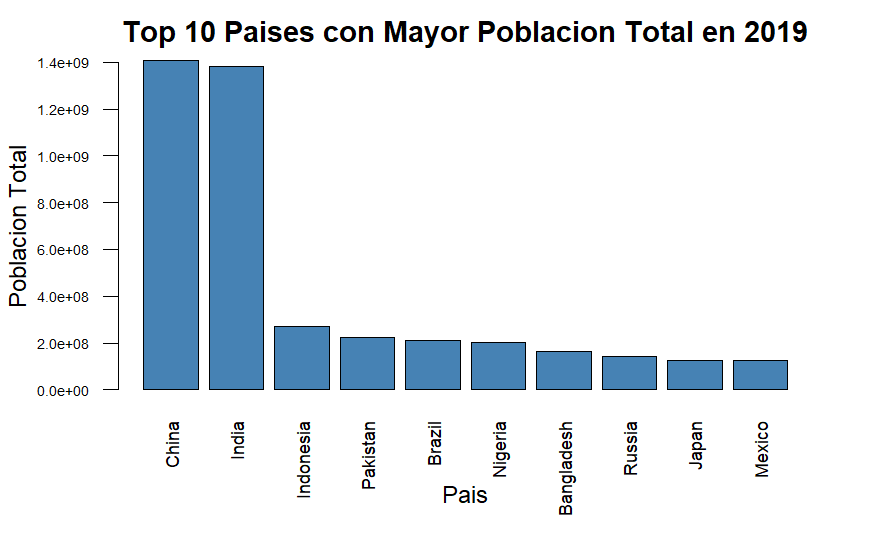 Top 10 Paises con Mayor Poblacion Total en 2019
Poblacion Total
1.4e+09
1.2e+09
1.0e+09
8.0e+08
6.0e+08
4.0e+08
2.0e+08
0.0e+00
China
India
Indonesia
Pakistan
Brazil
Nigeria
Bangladesh
Russia
Japan
Mexico
Pais